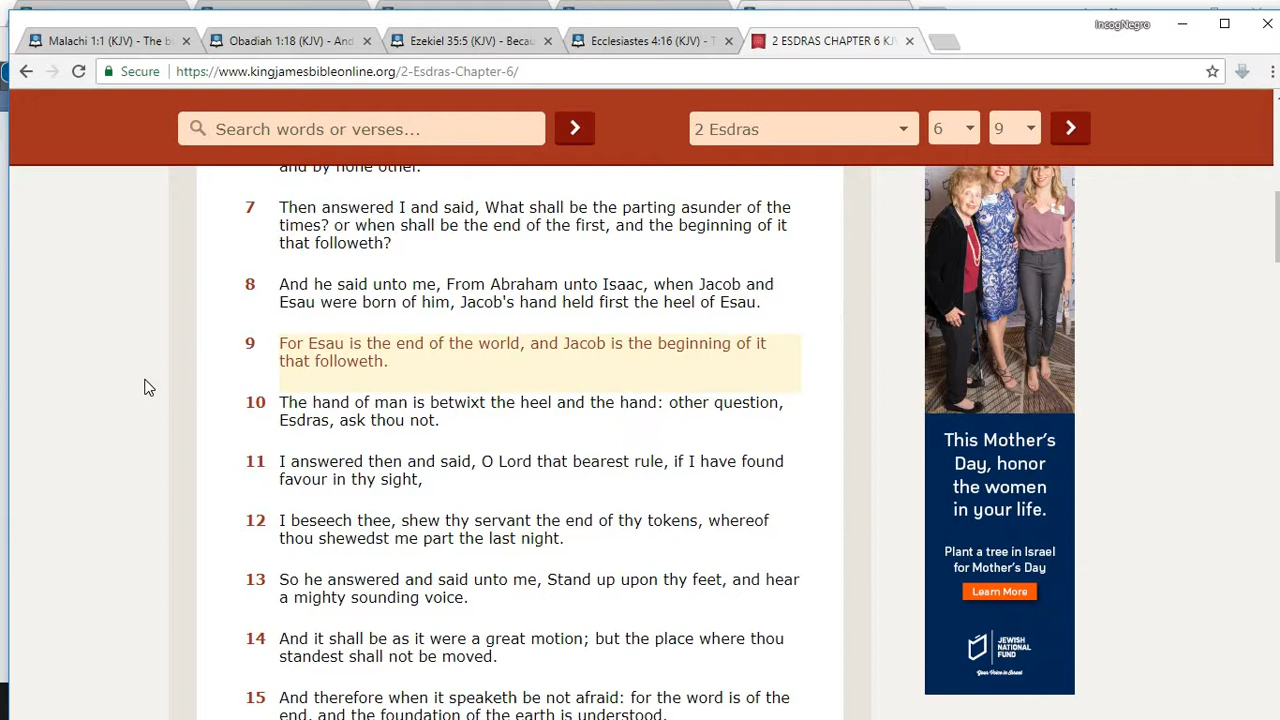 IncogNegro
Malachi 1:1 (KJV) - The b
Obadiah 1:18 (KJV) - And
Ezekiel 35:5 (KJV) - Becau
Ecclesiastes 4:16 (KJV) - T
2 ESDRAS CHAPTER 6 KJ
Secure
https://www.kingjamesbibleonline.org/2-Esdras-Chapter-6/
Search words or verses...
2 Esdras
6
9
and by none other.
7 Then answered I and said, What shall be the parting asunder of the
times? or when shall be the end of the first, and the beginning of it
that followeth?
8 And he said unto me, From Abraham unto Isaac, when Jacob and
Esau were born of him, Jacob's hand held first the heel of Esau.
9 For Esau is the end of the world, and Jacob is the beginning of it
that followeth.
10 The hand of man is betwixt the heel and the hand: other question,
Esdras, ask thou not.
11 I answered then and said, O Lord that bearest rule, if I have found
favour in thy sight,
12 I beseech thee, shew thy servant the end of thy tokens, whereof
thou shewedst me part the last night.
13 So he answered and said unto me, Stand up upon thy feet, and hear
a mighty sounding voice.
14 And it shall be as it were a great motion; but the place where thou
standest shall not be moved.
15 And therefore when it speaketh be not afraid: for the word is of the
end, and the foundation of the earth is understood.
This Mother's
Day, honor
the women
in your life.
Plant a tree in Israel
for Mother's Day
Learn More
JEWISH
NATIONAL
FUND
Your Voice in Israel